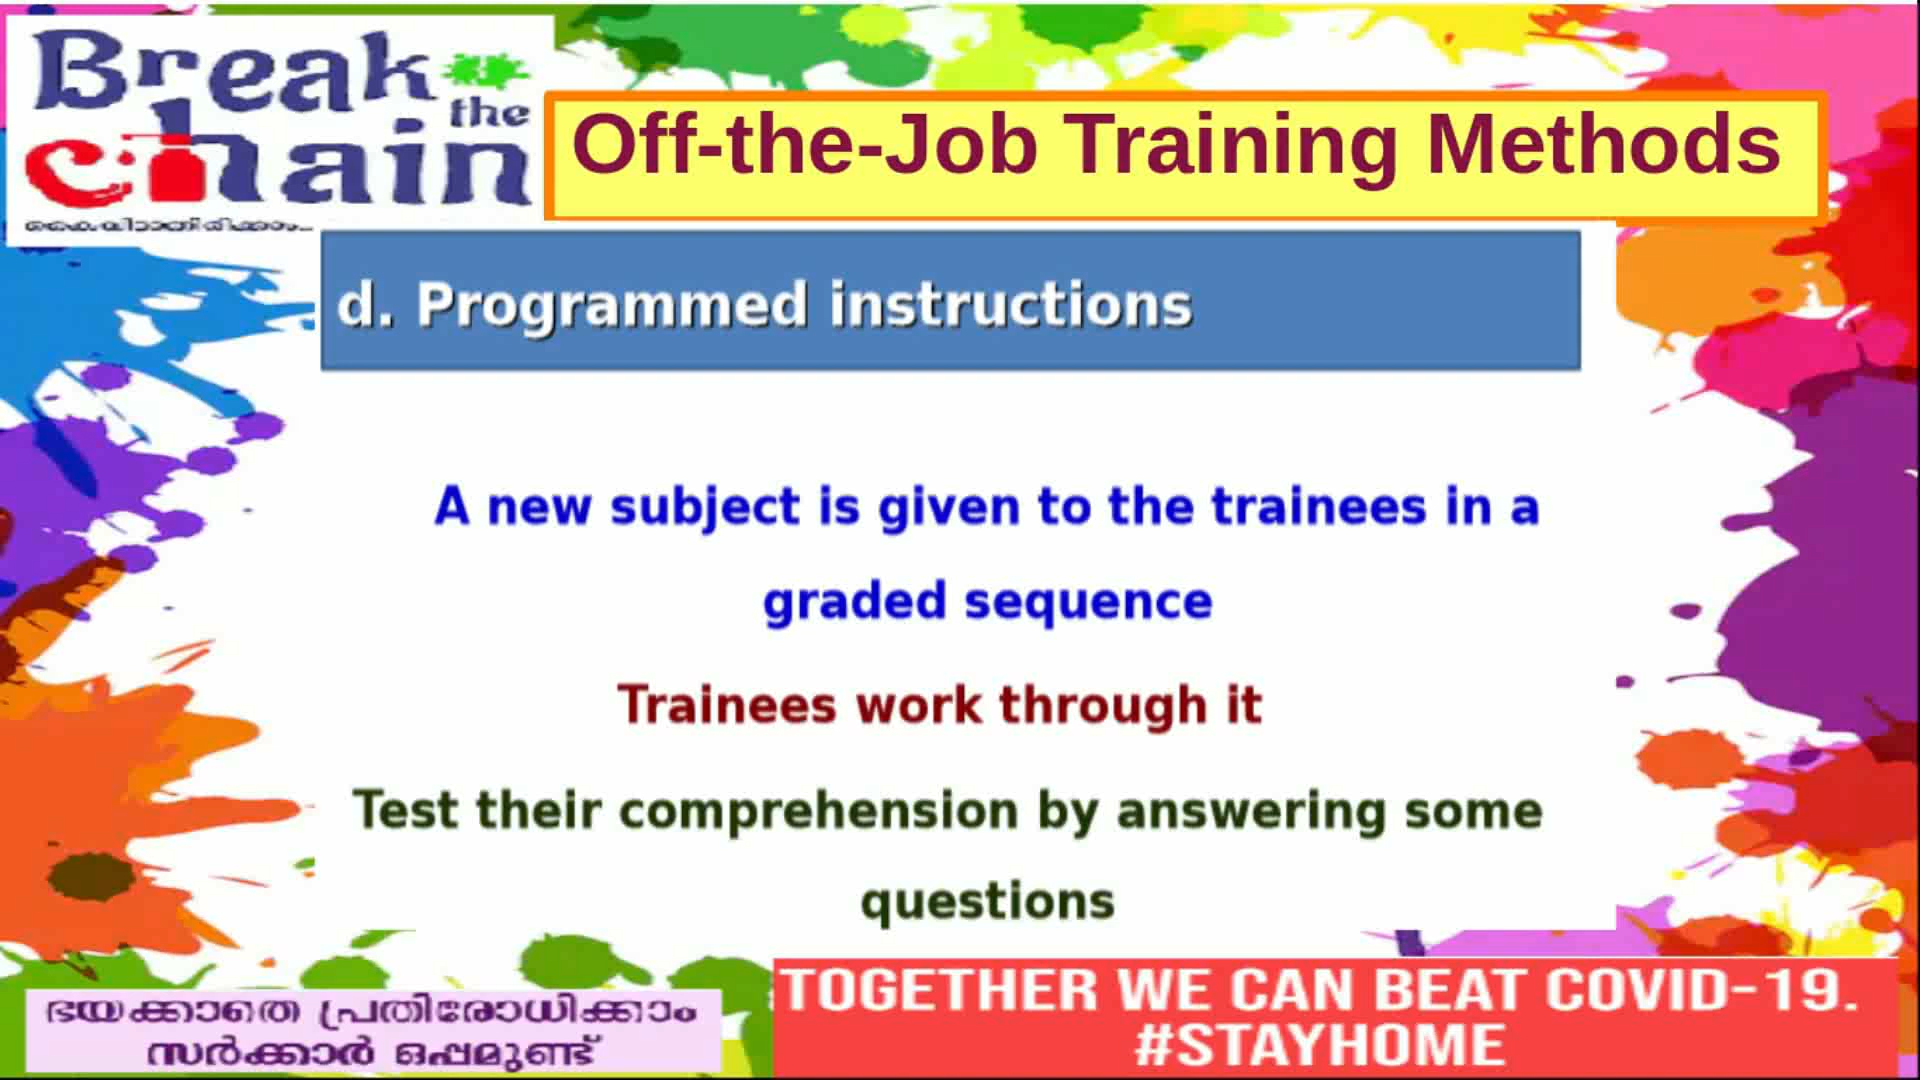 Break
the
chain
കൈവിടാതിരിക്കാം..
Off-the-Job Training Methods
d. Programmed instructions
A new subject is given to the trainees in a
graded sequence
Trainees work through it
Test their comprehension by answering some
questions
ഭയക്കാതെ പ്രതിരോധിക്കാം
സർക്കാർ ഒപ്പമുണ്ട്
TOGETHER WE CAN BEAT COVID-19.
#STAYHOME